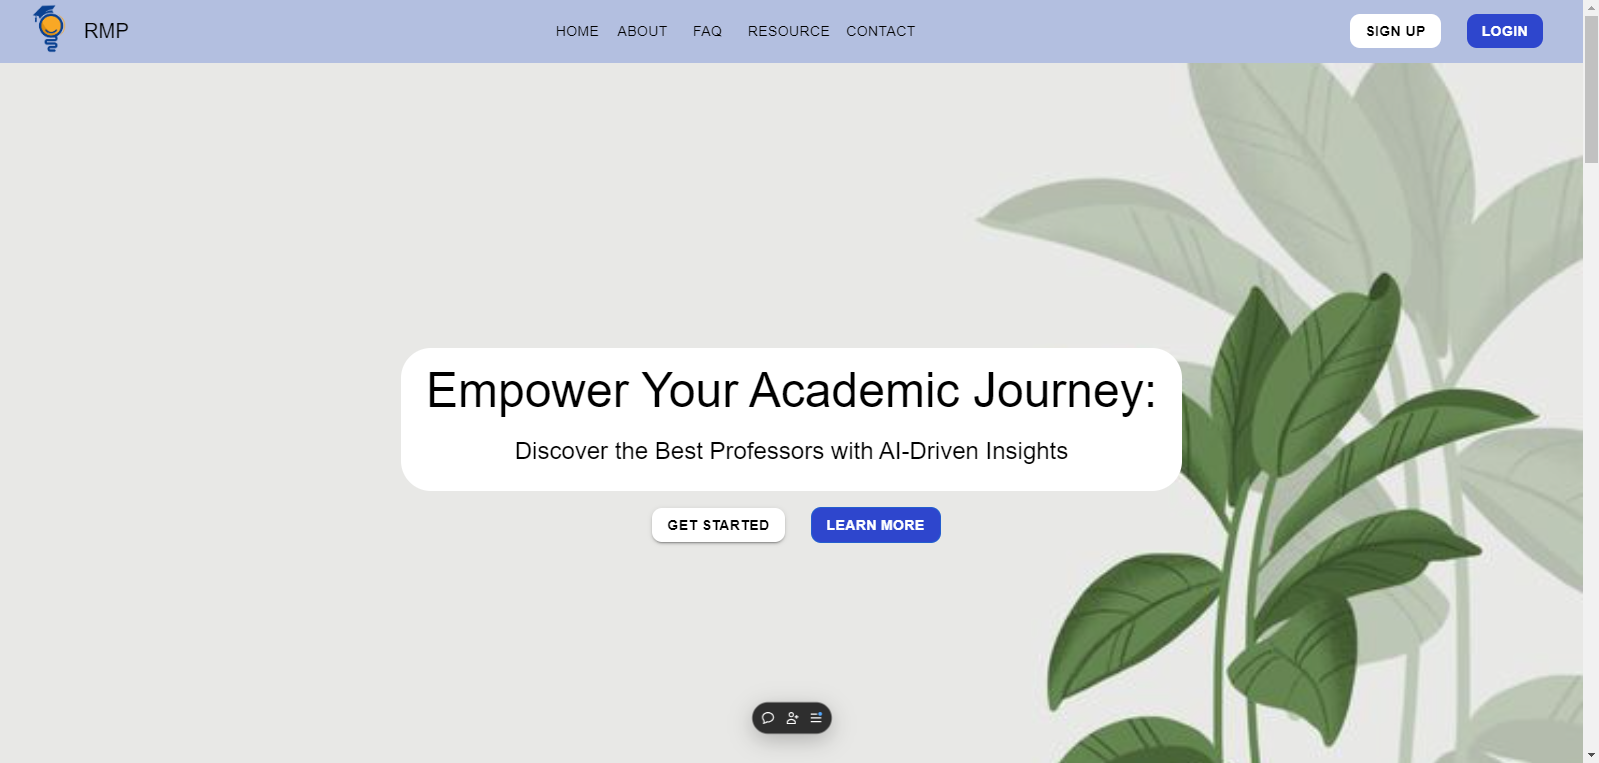 RMP
HOME ABOUT FAQ RESOURCE CONTACT
SIGN UP LOGIN
Empower Your Academic Journey:
Discover the Best Professors with AI-Driven Insights
GET STARTED LEARN MORE